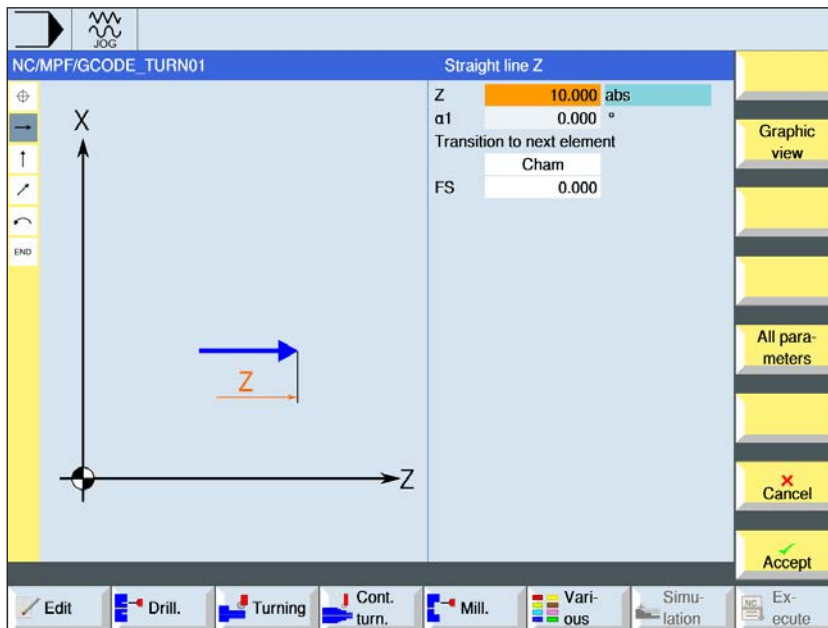 JOG
NC/MPF/GCODE_TURN01
Straight line Z
Z 10.000 abs
α1 0.000 °
Transition to next element
Cham
FS 0.000
END
X
Z
Z
Graphic
view
All para-
meters
Cancel
Accept
Edit
Drill.
Turning
Cont.
turn.
Mill.
Vari-
ous
Simu-
lation
NC
Ex-
ecute